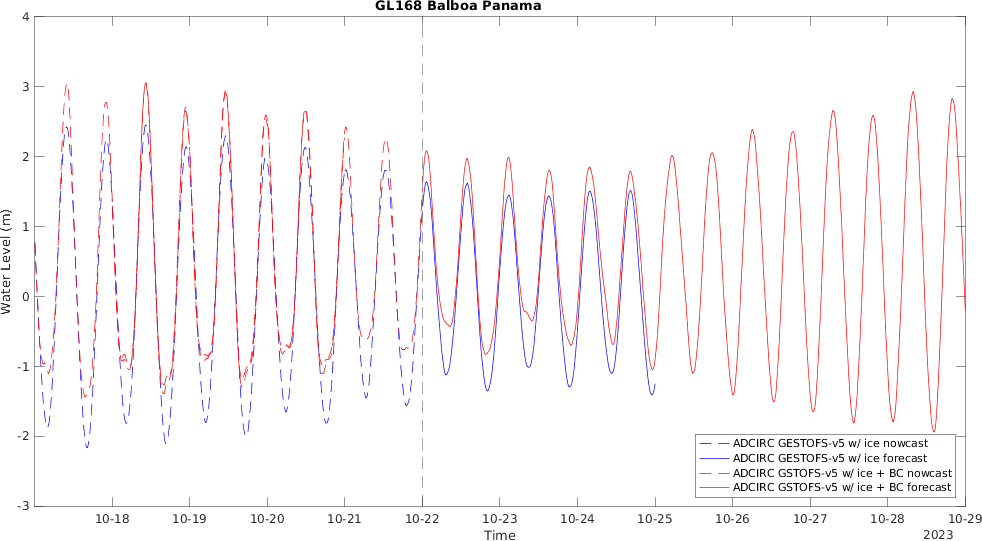 GL168 Balboa Panama
4
3
2
1
0
-1
-2
-3
Water Level (m)
ADCIRC GESTOFS-v5 w/ ice nowcast
ADCIRC GESTOFS-v5 w/ ice forecast
ADCIRC GSTOFS-v5 w/ ice + BC nowcast
ADCIRC GSTOFS-v5 w/ ice + BC forecast
10-18 10-19 10-20 10-21 10-22 10-23 10-24 10-25 10-26 10-27 10-28 10-29
Time
2023